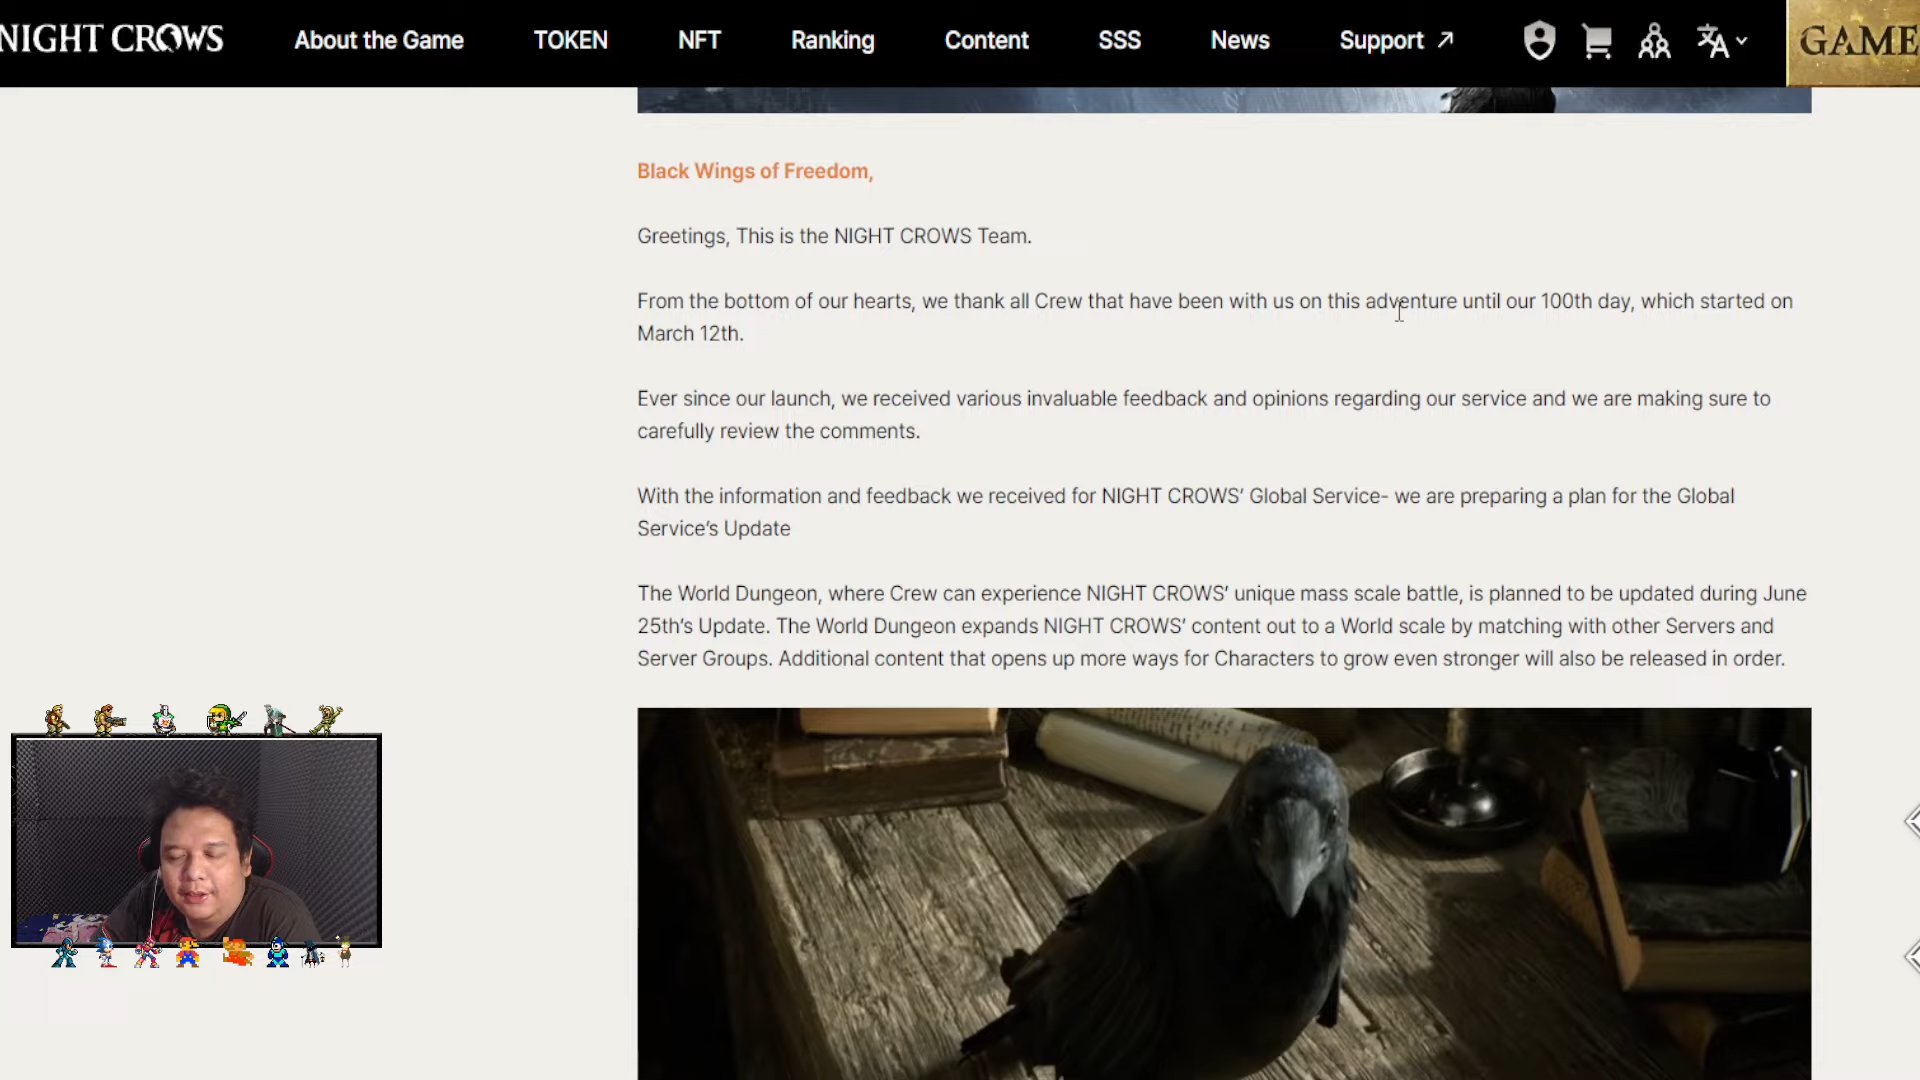 NIGHT CROWS
About the Game
TOKEN
NFT
Ranking
Content
SSS
News
Support
GAME
Black Wings of Freedom,
Greetings, This is the NIGHT CROWS Team.
From the bottom of our hearts, we thank all Crew that have been with us on this adventure until our 100th day, which started on
March 12th.
Ever since our launch, we received various invaluable feedback and opinions regarding our service and we are making sure to
carefully review the comments.
With the information and feedback we received for NIGHT CROWS’ Global Service- we are preparing a plan for the Global
Service’s Update
The World Dungeon, where Crew can experience NIGHT CROWS’ unique mass scale battle, is planned to be updated during June
25th’s Update. The World Dungeon expands NIGHT CROWS’ content out to a World scale by matching with other Servers and
Server Groups. Additional content that opens up more ways for Characters to grow even stronger will also be released in order.